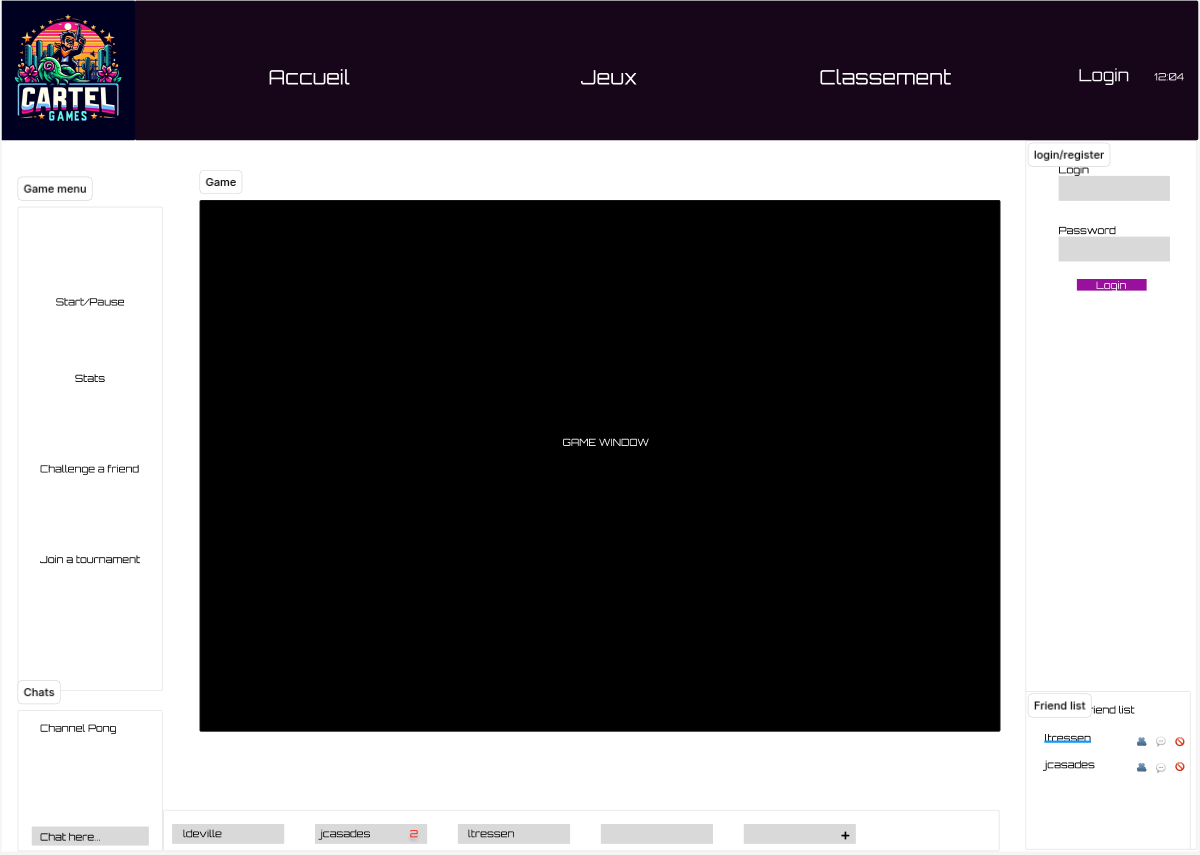 CARTEL
GAMES
Accueil
Jeux
Classement
Login
12:04
Game menu
Start/Pause
Stats
Challenge a friend
Join a tournament
Game
GAME WINDOW
login/register
Login
Password
Login
Chats
Channel Pong
Chat here...
ldeville
jcasades 2
ltressen
+
Friend list
riend list
ltressen
jcasades